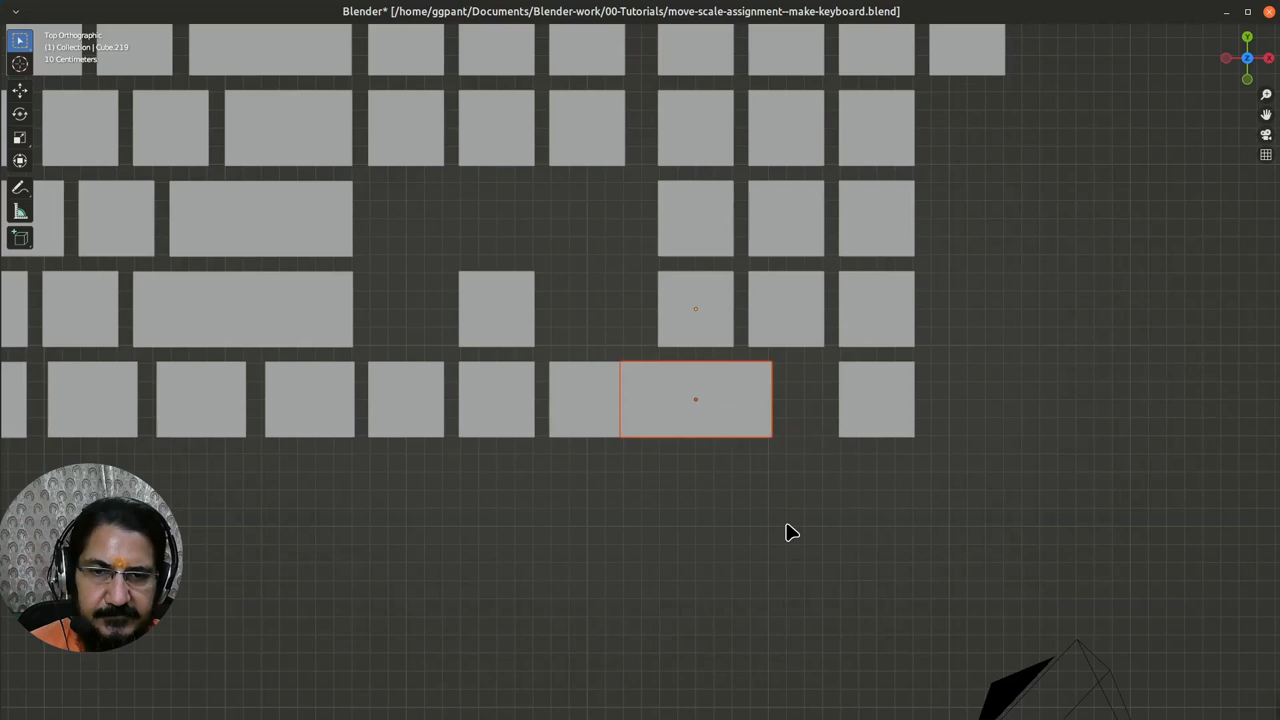 Blender* [/home/ggpant/Documents/Blender-work/00-Tutorials/move-scale-assignment--make-keyboard.blend]
Top Orthographic
(1) Collection | Cube.219
10 Centimeters
Y
Z
X